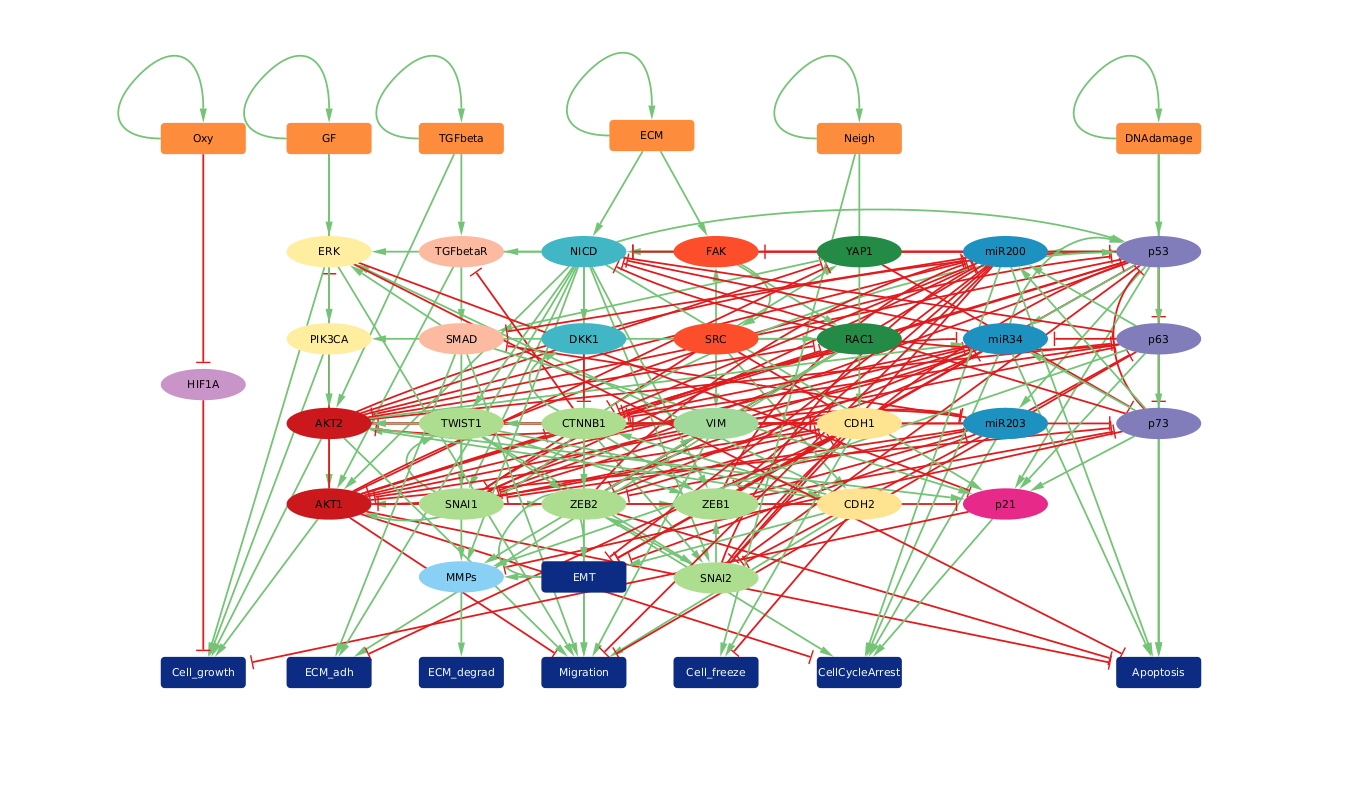 Oxy
GF
TGFbeta
ECM
Neigh
DNAdamage
ERK
TGFbetaR
NICD
FAK
YAP1
miR200
p53
PIK3CA
SMAD
DKK1
SRC
RAC1
miR34
p63
HIF1A
AKT2
TWIST1
CTNNB1
VIM
CDH1
miR203
p73
AKT1
SNAI1
ZEB2
ZEB1
CDH2
p21
MMPs
EMT
SNAI2
Cell_growth
ECM_adh
ECM_degrad
Migration
Cell_freeze
CellCycleArrest
Apoptosis